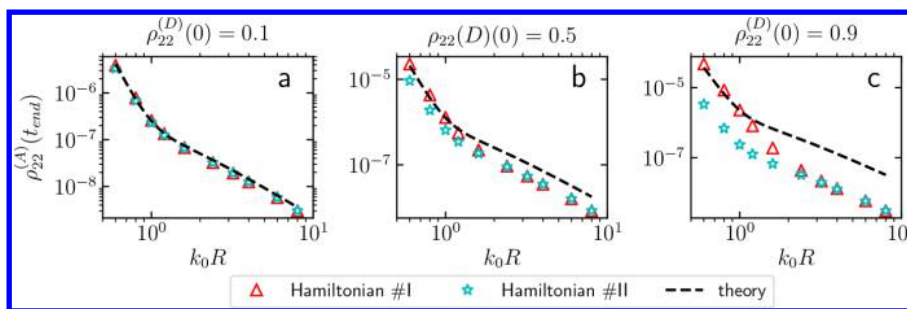 ρ₂₂⁽ᴰ⁾(0) = 0.1
ρ₂₂(D)(0) = 0.5
ρ₂₂⁽ᴰ⁾(0) = 0.9
ρ₂₂⁽ᴬ⁾(t_end)
10⁻⁶
10⁻⁷
10⁻⁸
a
10⁰
10¹
k₀R
10⁻⁵
10⁻⁷
b
10⁰
10¹
k₀R
10⁻⁵
10⁻⁷
c
10⁰
10¹
k₀R
Hamiltonian #I
Hamiltonian #II
theory